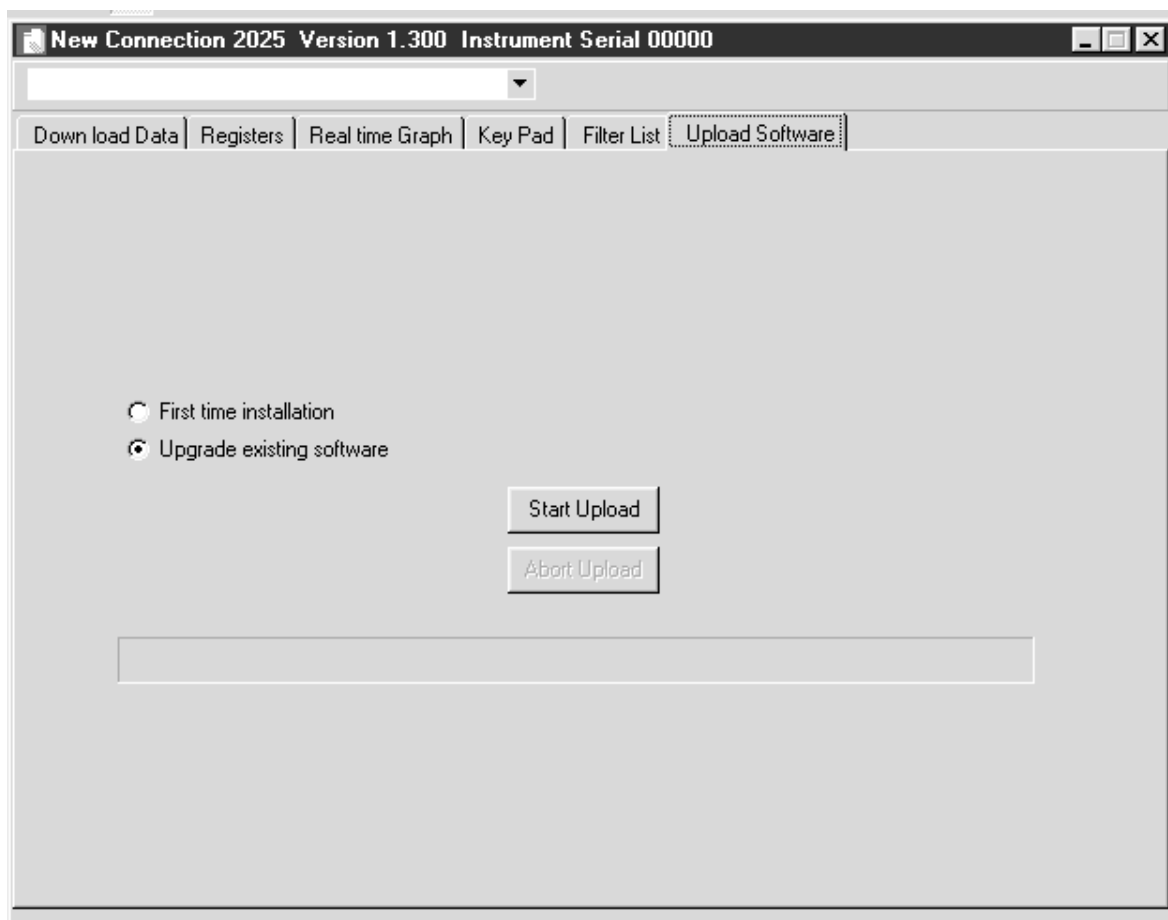 New Connection 2025 Version 1.300 Instrument Serial 00000
Down load Data Registers Real time Graph Key Pad Filter List Upload Software
First time installation
Upgrade existing software
Start Upload
Abort Upload